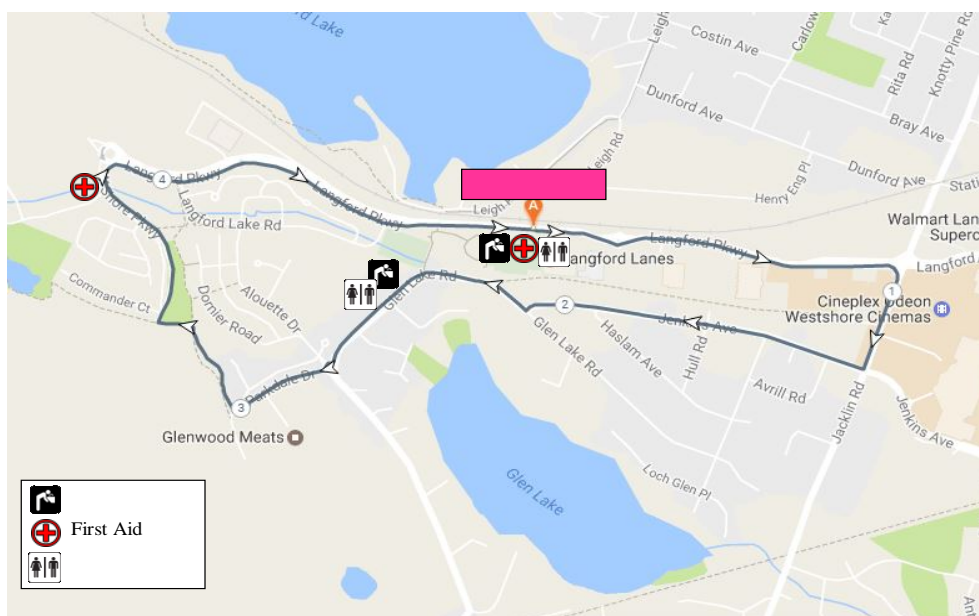 rd Lake
Leigh
Costin Ave
Carlow
Rita Rd
Knotty Pine Rd
Dunford Ave
Bray Ave
Leigh Rd
Henry Eng Pl
Dunford Ave
Stati
Langford Pkwy
4
Langford Pkwy
Leigh
A
Walmart Lan
Superc
Shore Pkwy
Langford Lake Rd
Langford Pkwy
Langford A
Langford Lanes
1
Commander Ct
Dornier Road
Alouette Dr
Glen Lake Rd
2
Jenkins Ave
Cineplex Odeon
Westshore Cinemas
Glen Lake Rd
Haslam Ave
Hull Rd
Avrill Rd
Parkdale Dr
3
Jacklin Rd
Jenkins Ave
Glenwood Meats
Glen Lake
Loch Glen Pl
First Aid